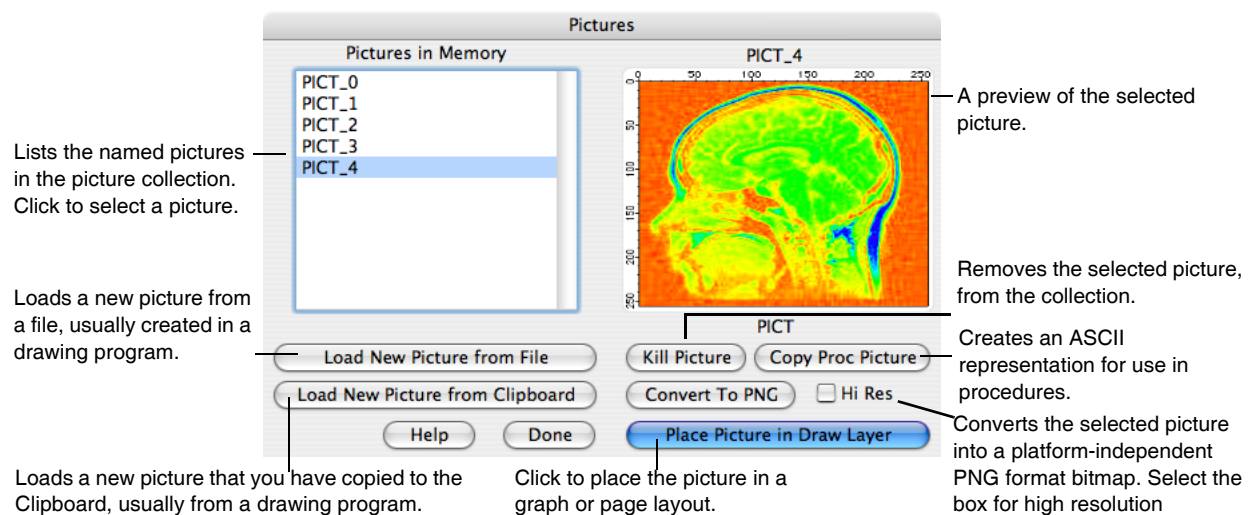 Pictures
Pictures in Memory
PICT_4
PICT_0
PICT_1
PICT_2
PICT_3
PICT_4
0 50 100 150 200 250
0
50
100
150
200
250
A preview of the selected
picture.
Lists the named pictures
in the picture collection.
Click to select a picture.
Loads a new picture from
a file, usually created in a
drawing program.
Removes the selected picture,
from the collection.
PICT
Load New Picture from File
Kill Picture
Copy Proc Picture
Creates an ASCII
representation for use in
procedures.
Load New Picture from Clipboard
Convert To PNG
Hi Res
Converts the selected picture
into a platform-independent
PNG format bitmap. Select the
box for high resolution
Help
Done
Place Picture in Draw Layer
Loads a new picture that you have copied to the
Clipboard, usually from a drawing program.
Click to place the picture in a
graph or page layout.